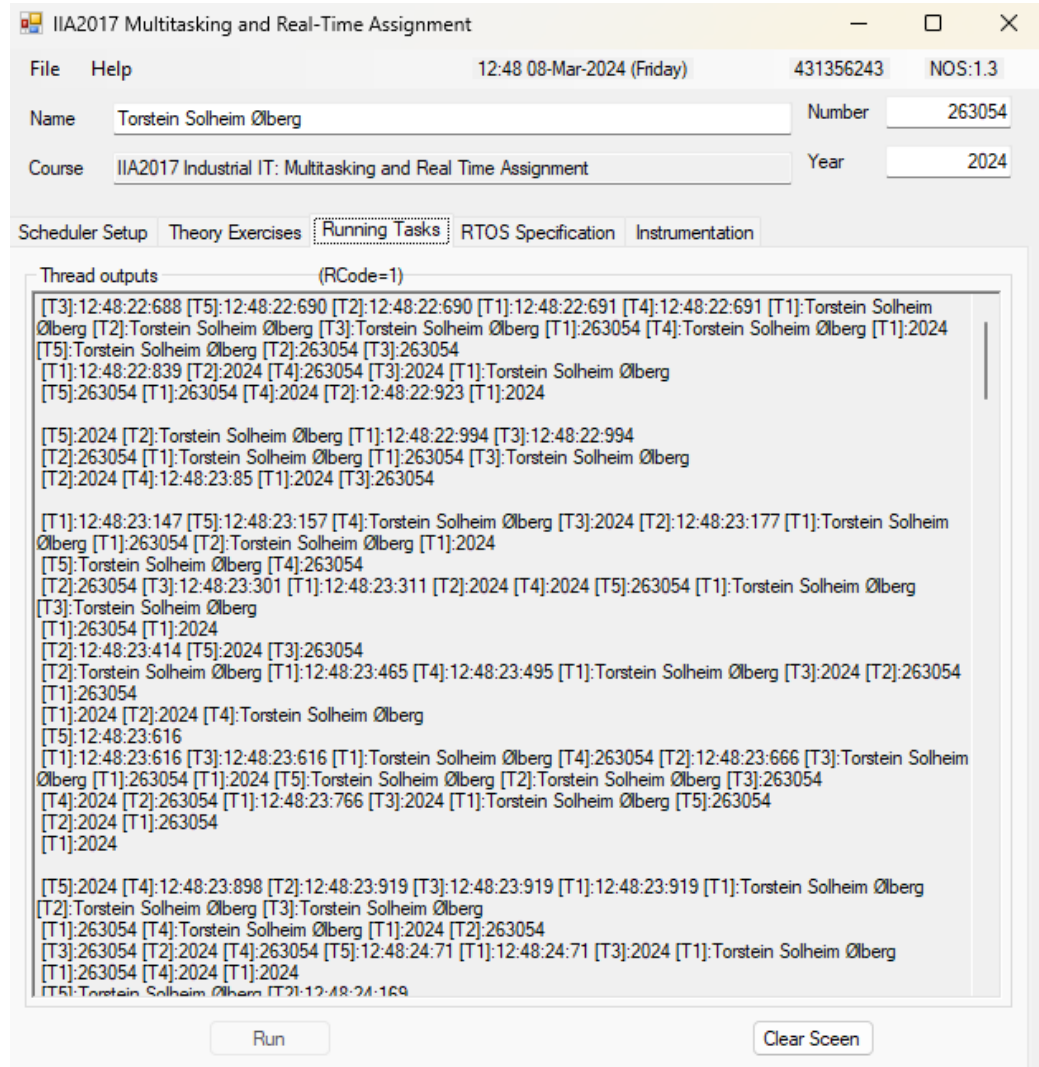 IIA2017 Multitasking and Real-Time Assignment
File Help 12:48 08-Mar-2024 (Friday) 431356243 NOS:1.3
Name Torstein Solheim Ølberg Number 263054
Course IIA2017 Industrial IT: Multitasking and Real Time Assignment Year 2024
Scheduler Setup Theory Exercises Running Tasks RTOS Specification Instrumentation
Thread outputs (RCode=1)
[T3]:12:48:22:688 [T5]:12:48:22:690 [T2]:12:48:22:690 [T1]:12:48:22:691 [T4]:12:48:22:691 [T1]:Torstein Solheim
Ølberg [T2]:Torstein Solheim Ølberg [T3]:Torstein Solheim Ølberg [T1]:263054 [T4]:Torstein Solheim Ølberg [T1]:2024
[T5]:Torstein Solheim Ølberg [T2]:263054 [T3]:263054
[T1]:12:48:22:839 [T2]:2024 [T4]:263054 [T3]:2024 [T1]:Torstein Solheim Ølberg
[T5]:263054 [T1]:263054 [T4]:2024 [T2]:12:48:22:923 [T1]:2024
[T5]:2024 [T2]:Torstein Solheim Ølberg [T1]:12:48:22:994 [T3]:12:48:22:994
[T2]:263054 [T1]:Torstein Solheim Ølberg [T1]:263054 [T3]:Torstein Solheim Ølberg
[T2]:2024 [T4]:12:48:23:85 [T1]:2024 [T3]:263054
[T1]:12:48:23:147 [T5]:12:48:23:157 [T4]:Torstein Solheim Ølberg [T3]:2024 [T2]:12:48:23:177 [T1]:Torstein Solheim
Ølberg [T1]:263054 [T2]:Torstein Solheim Ølberg [T1]:2024
[T5]:Torstein Solheim Ølberg [T4]:263054
[T2]:263054 [T3]:12:48:23:301 [T1]:12:48:23:311 [T2]:2024 [T4]:2024 [T5]:263054 [T1]:Torstein Solheim Ølberg
[T3]:Torstein Solheim Ølberg
[T1]:263054 [T1]:2024
[T2]:12:48:23:414 [T5]:2024 [T3]:263054
[T2]:Torstein Solheim Ølberg [T1]:12:48:23:465 [T4]:12:48:23:495 [T1]:Torstein Solheim Ølberg [T3]:2024 [T2]:263054
[T1]:263054
[T1]:2024 [T2]:2024 [T4]:Torstein Solheim Ølberg
[T5]:12:48:23:616
[T1]:12:48:23:616 [T3]:12:48:23:616 [T1]:Torstein Solheim Ølberg [T4]:263054 [T2]:12:48:23:666 [T3]:Torstein Solheim
Ølberg [T1]:263054 [T1]:2024 [T5]:Torstein Solheim Ølberg [T2]:Torstein Solheim Ølberg [T3]:263054
[T4]:2024 [T2]:263054 [T1]:12:48:23:766 [T3]:2024 [T1]:Torstein Solheim Ølberg [T5]:263054
[T2]:2024 [T1]:263054
[T1]:2024
[T5]:2024 [T4]:12:48:23:898 [T2]:12:48:23:919 [T3]:12:48:23:919 [T1]:12:48:23:919 [T1]:Torstein Solheim Ølberg
[T2]:Torstein Solheim Ølberg [T3]:Torstein Solheim Ølberg
[T1]:263054 [T4]:Torstein Solheim Ølberg [T1]:2024 [T2]:263054
[T3]:263054 [T2]:2024 [T4]:263054 [T5]:12:48:24:71 [T1]:12:48:24:71 [T3]:2024 [T1]:Torstein Solheim Ølberg
[T1]:263054 [T4]:2024 [T1]:2024
[T5]:Torstein Solheim Ølberg [T2]:12:48:24:169
Run Clear Sceen